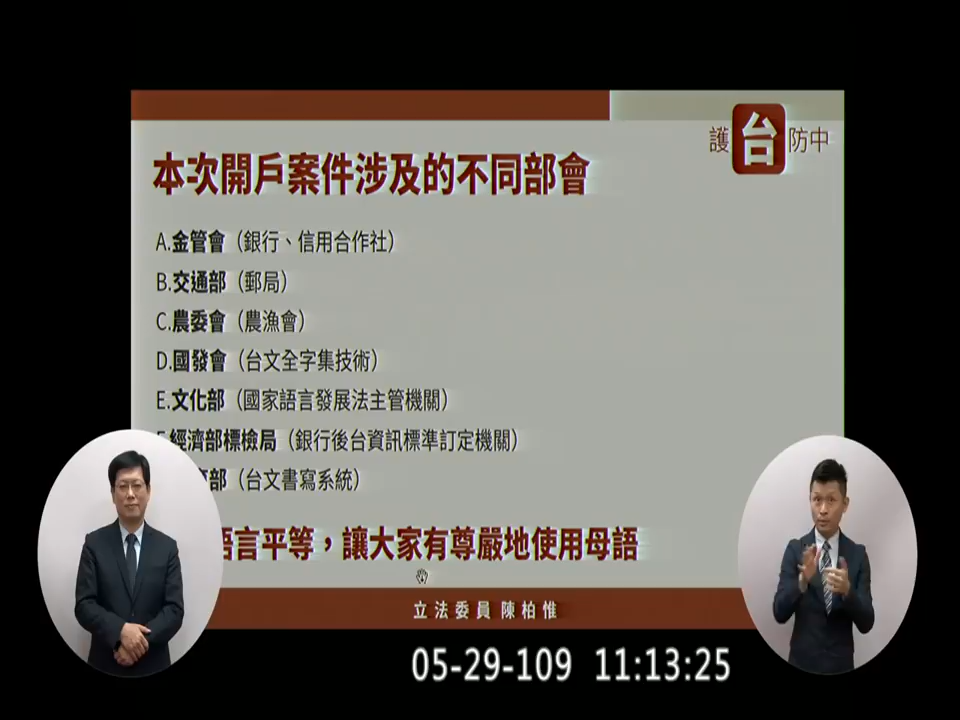 護台防中
本次開戶案件涉及的不同部會
A.金管會（銀行、信用合作社）
B.交通部（郵局）
C.農委會（農漁會）
D.國發會（台文全字集技術）
E.文化部（國家語言發展法主管機關）
F.經濟部標檢局（銀行後台資訊標準訂定機關）
部（台文書寫系統）
語言平等，讓大家有尊嚴地使用母語
立法委員 陳柏惟
05-29-109 11:13:25